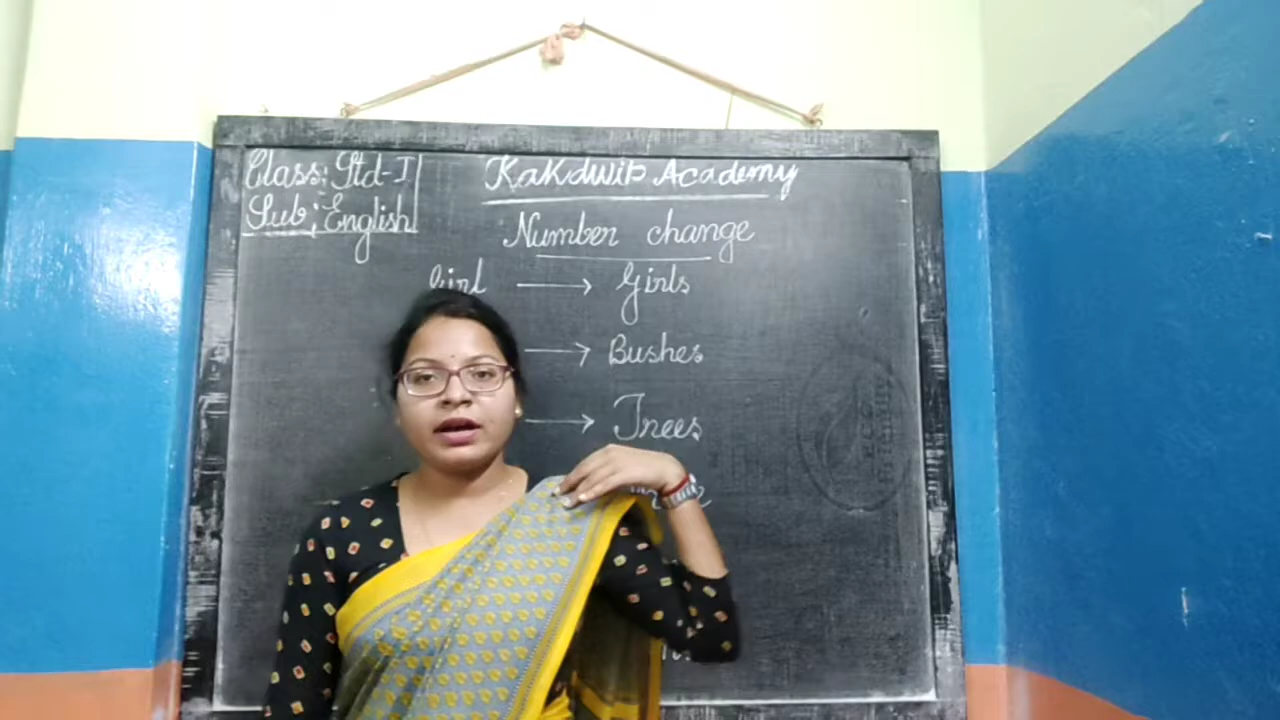 Class: Std-I
Sub: English
Kakdwip Academy
Number change
Girl → Girls
→ Bushes
→ Trees